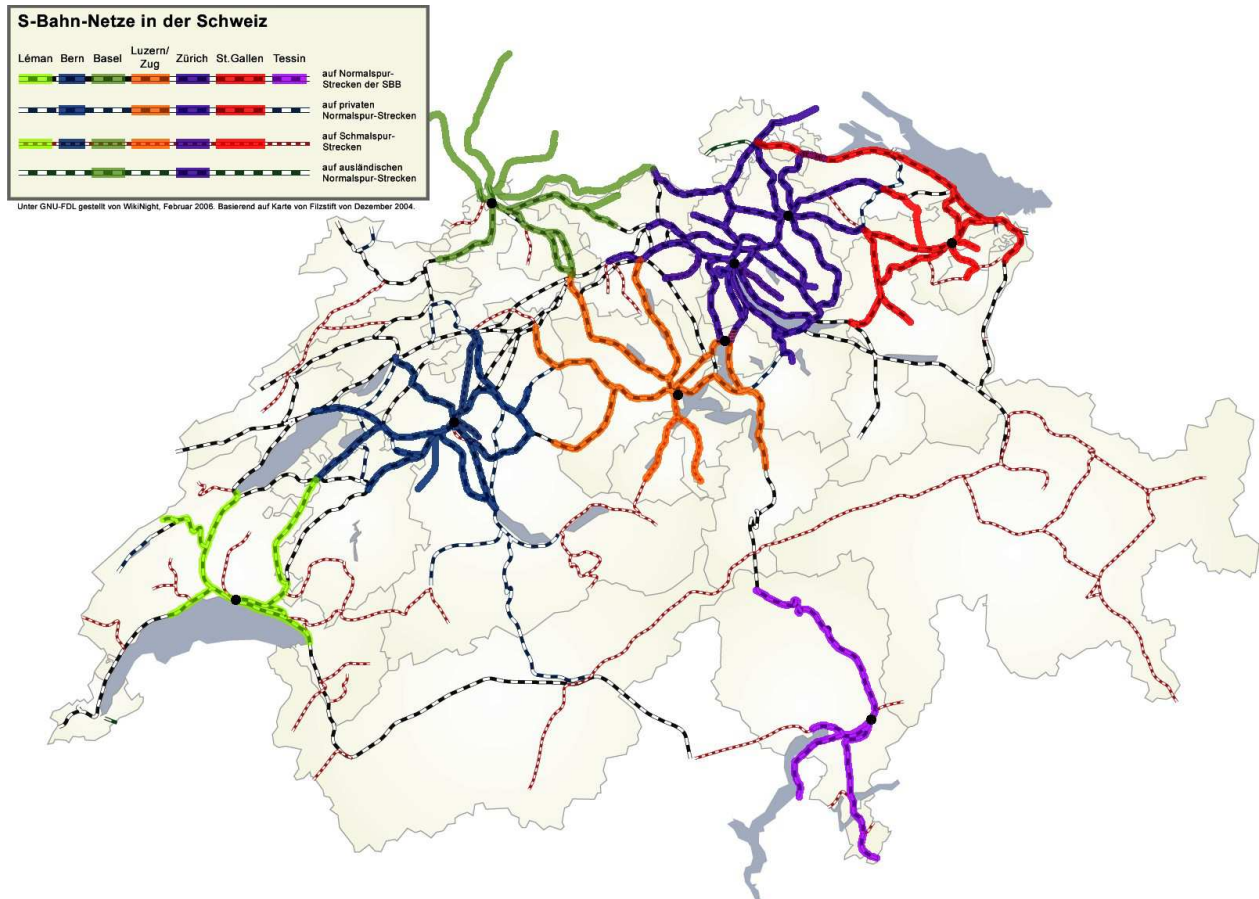 S-Bahn-Netze in der Schweiz
Léman Bern Basel Luzern/ Zürich St.Gallen Tessin
Zug
auf Normalspur-
Strecken der SBB
auf privaten
Normalspur-Strecken
auf Schmalspur-
Strecken
auf ausländischen
Normalspur-Strecken
Unter GNU-FDL gestellt von WikiNight, Februar 2006. Basierend auf Karte von Filzstift von Dezember 2004.